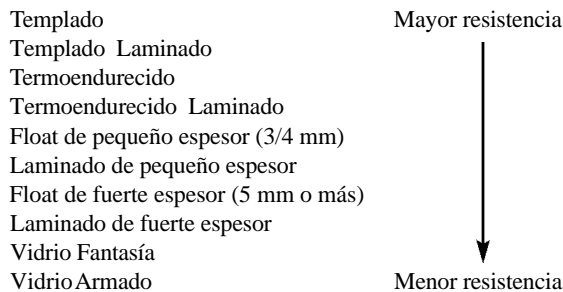 Templado Mayor resistencia
Templado Laminado
Termoendurecido
Termoendurecido Laminado
Float de pequeño espesor (3/4 mm)
Laminado de pequeño espesor
Float de fuerte espesor (5 mm o más)
Laminado de fuerte espesor
Vidrio Fantasía
Vidrio Armado Menor resistencia